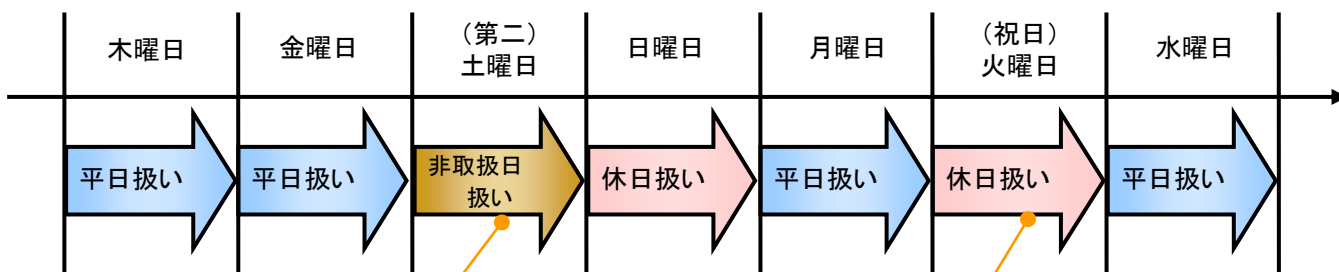 木曜日
金曜日
（第二）
土曜日
日曜日
月曜日
（祝日）
火曜日
水曜日
平日扱い
平日扱い
非取扱日
扱い
休日扱い
平日扱い
休日扱い
平日扱い